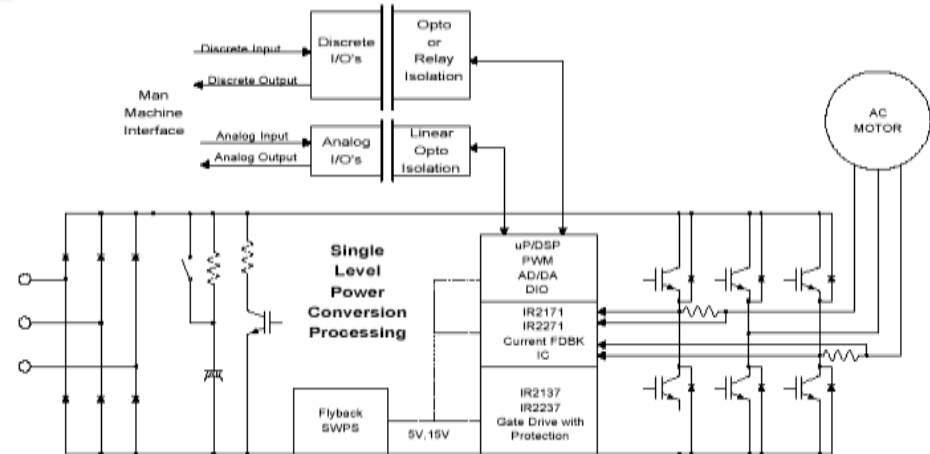 Discrete Input
Discrete Output
Man
Machine
Interface
Analog Input
Analog Output
Discrete
I/O's
Opto
or
Relay
Isolation
Analog
I/O's
Linear
Opto
Isolation
AC
MOTOR
Single
Level
Power
Conversion
Processing
uP/DSP
PWM
AD/DA
DIO
IR2171
IR2271
Current FDBK
IC
IR2137
IR2237
Gate Drive with
Protection
Flyback
SWPS
5V,15V